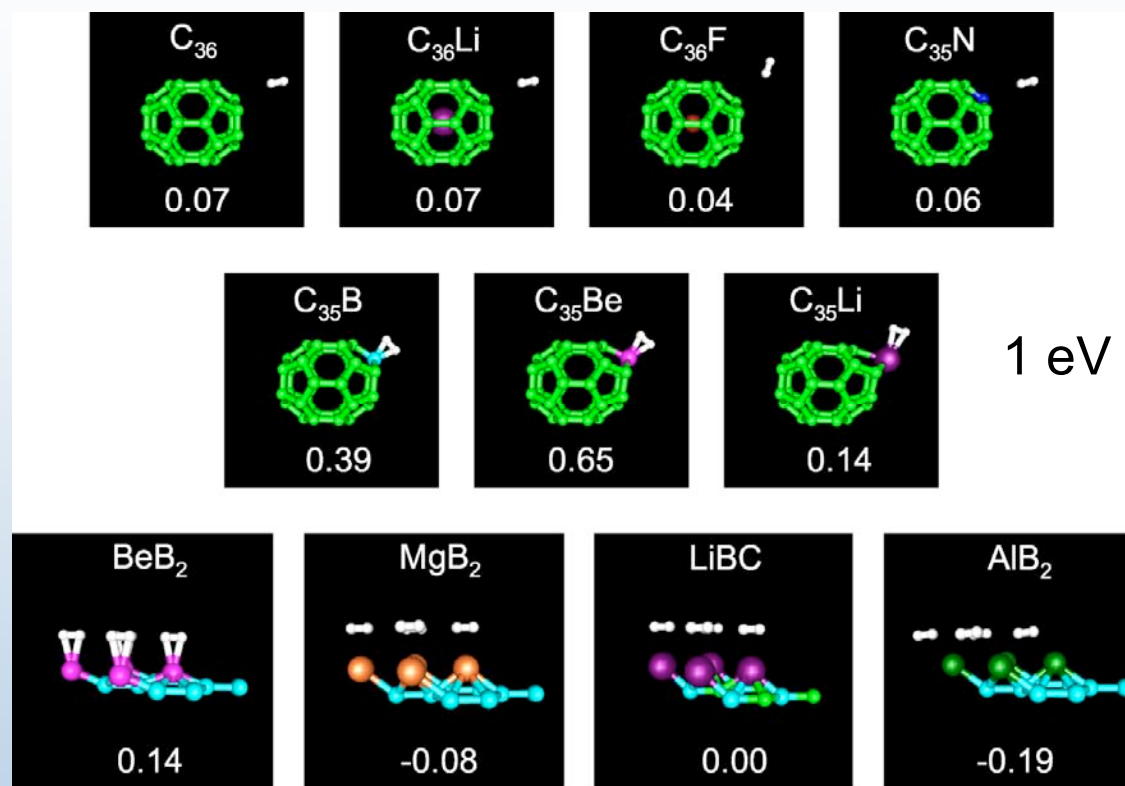 C₃₆ C₃₆Li C₃₆F C₃₅N
0.07 0.07 0.04 0.06
C₃₅B C₃₅Be C₃₅Li
1 eV
0.39 0.65 0.14
BeB₂ MgB₂ LiBC AlB₂
0.14 -0.08 0.00 -0.19